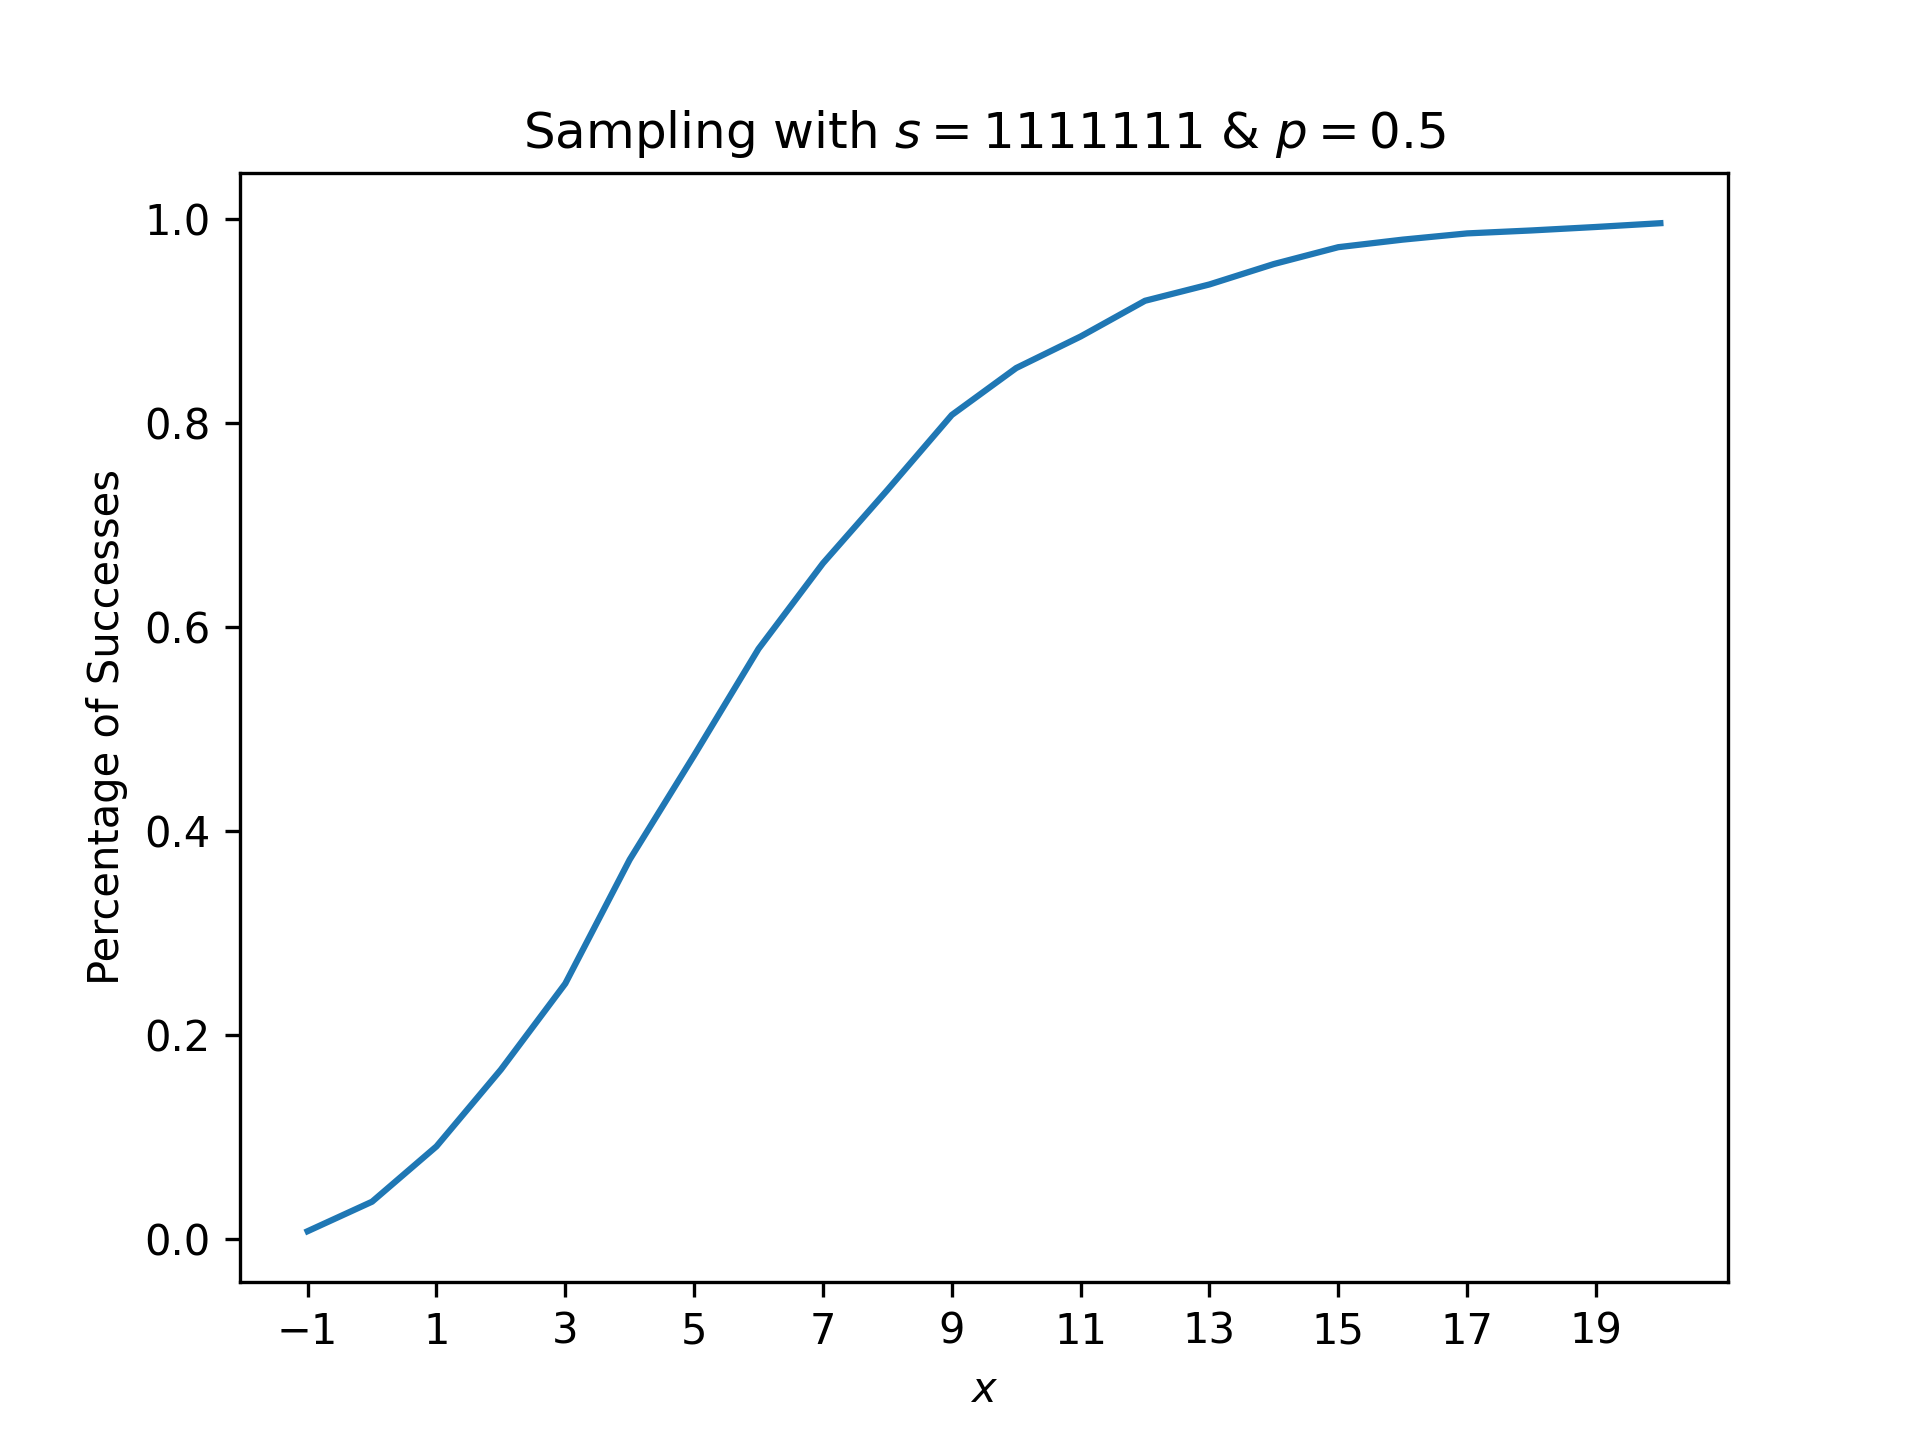 Sampling with s = 1111111 & p = 0.5
Percentage of Successes
1.0
0.8
0.6
0.4
0.2
0.0
−1 1 3 5 7 9 11 13 15 17 19
x